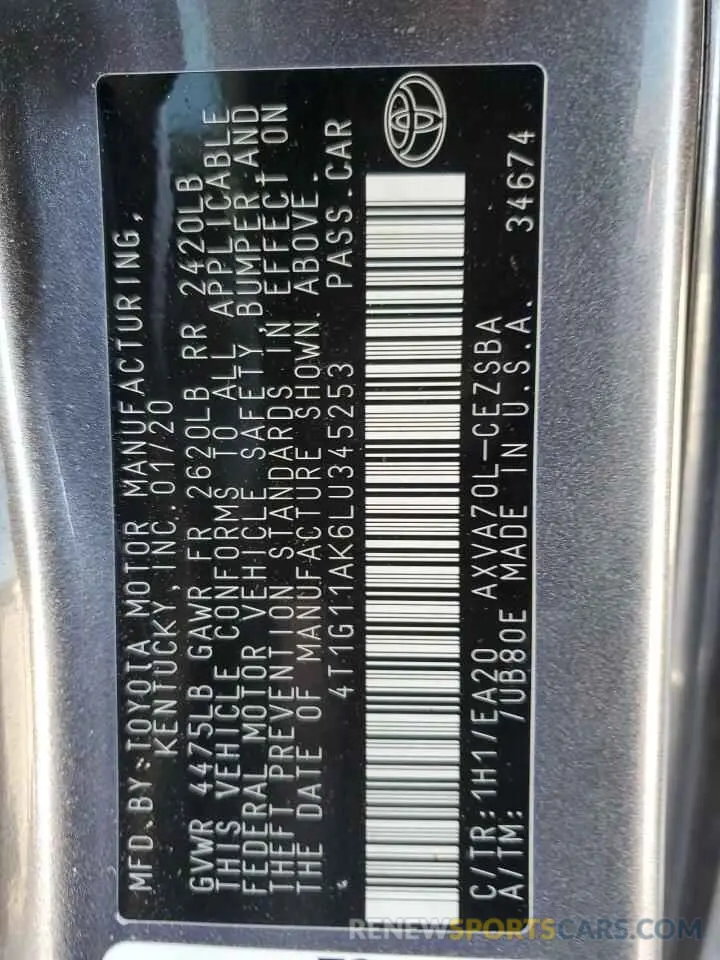 MFD.BY:TOYOTA MOTOR MANUFACTURING,
KENTUCKY, INC. 01/20
GVWR 4475LB GAWR FR 2620LB RR 2420LB
THIS VEHICLE CONFORMS TO ALL APPLICABLE
FEDERAL MOTOR VEHICLE SAFETY, BUMPER AND
THEFT PREVENTION STANDARDS IN EFFECT ON
THE DATE OF MANUFACTURE SHOWN ABOVE.
4T1G11AK6LU345253 PASS.CAR
C/TR:1H1/EA20 AXVA70L-CEZSBA
A/TM: /UB80E MADE IN U.S.A. 34674
RENEWSPORTSCARS.COM